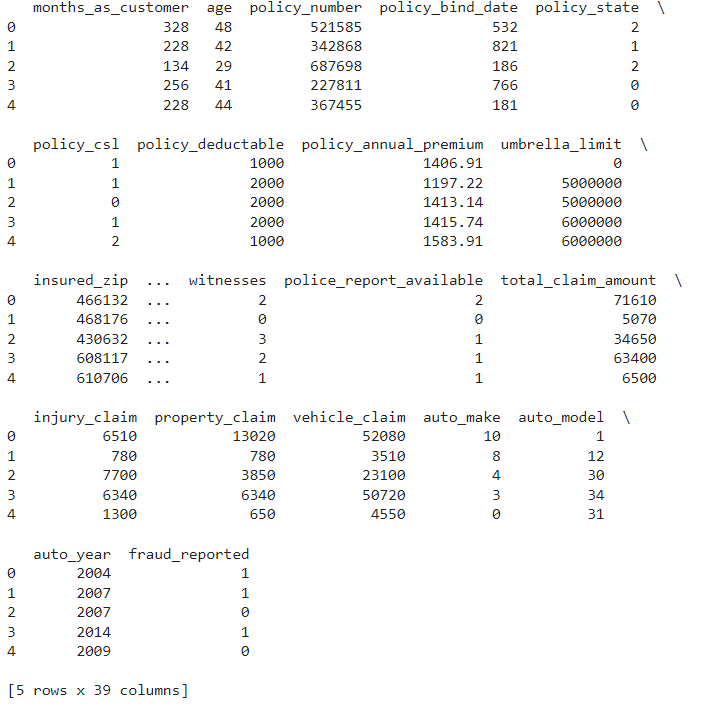 months_as_customer age policy_number policy_bind_date policy_state \
0 328 48 521585 532 2
1 228 42 342868 821 1
2 134 29 687698 186 2
3 256 41 227811 766 0
4 228 44 367455 181 0
policy_csl policy_deductable policy_annual_premium umbrella_limit \
0 1 1000 1406.91 0
1 1 2000 1197.22 5000000
2 0 2000 1413.14 5000000
3 1 2000 1415.74 6000000
4 2 1000 1583.91 6000000
insured_zip ... witnesses police_report_available total_claim_amount \
0 466132 ... 2 2 71610
1 468176 ... 0 0 5070
2 430632 ... 3 1 34650
3 608117 ... 2 1 63400
4 610706 ... 1 1 6500
injury_claim property_claim vehicle_claim auto_make auto_model \
0 6510 13020 52080 10 1
1 780 780 3510 8 12
2 7700 3850 23100 4 30
3 6340 6340 50720 3 34
4 1300 650 4550 0 31
auto_year fraud_reported
0 2004 1
1 2007 1
2 2007 0
3 2014 1
4 2009 0
[5 rows x 39 columns]